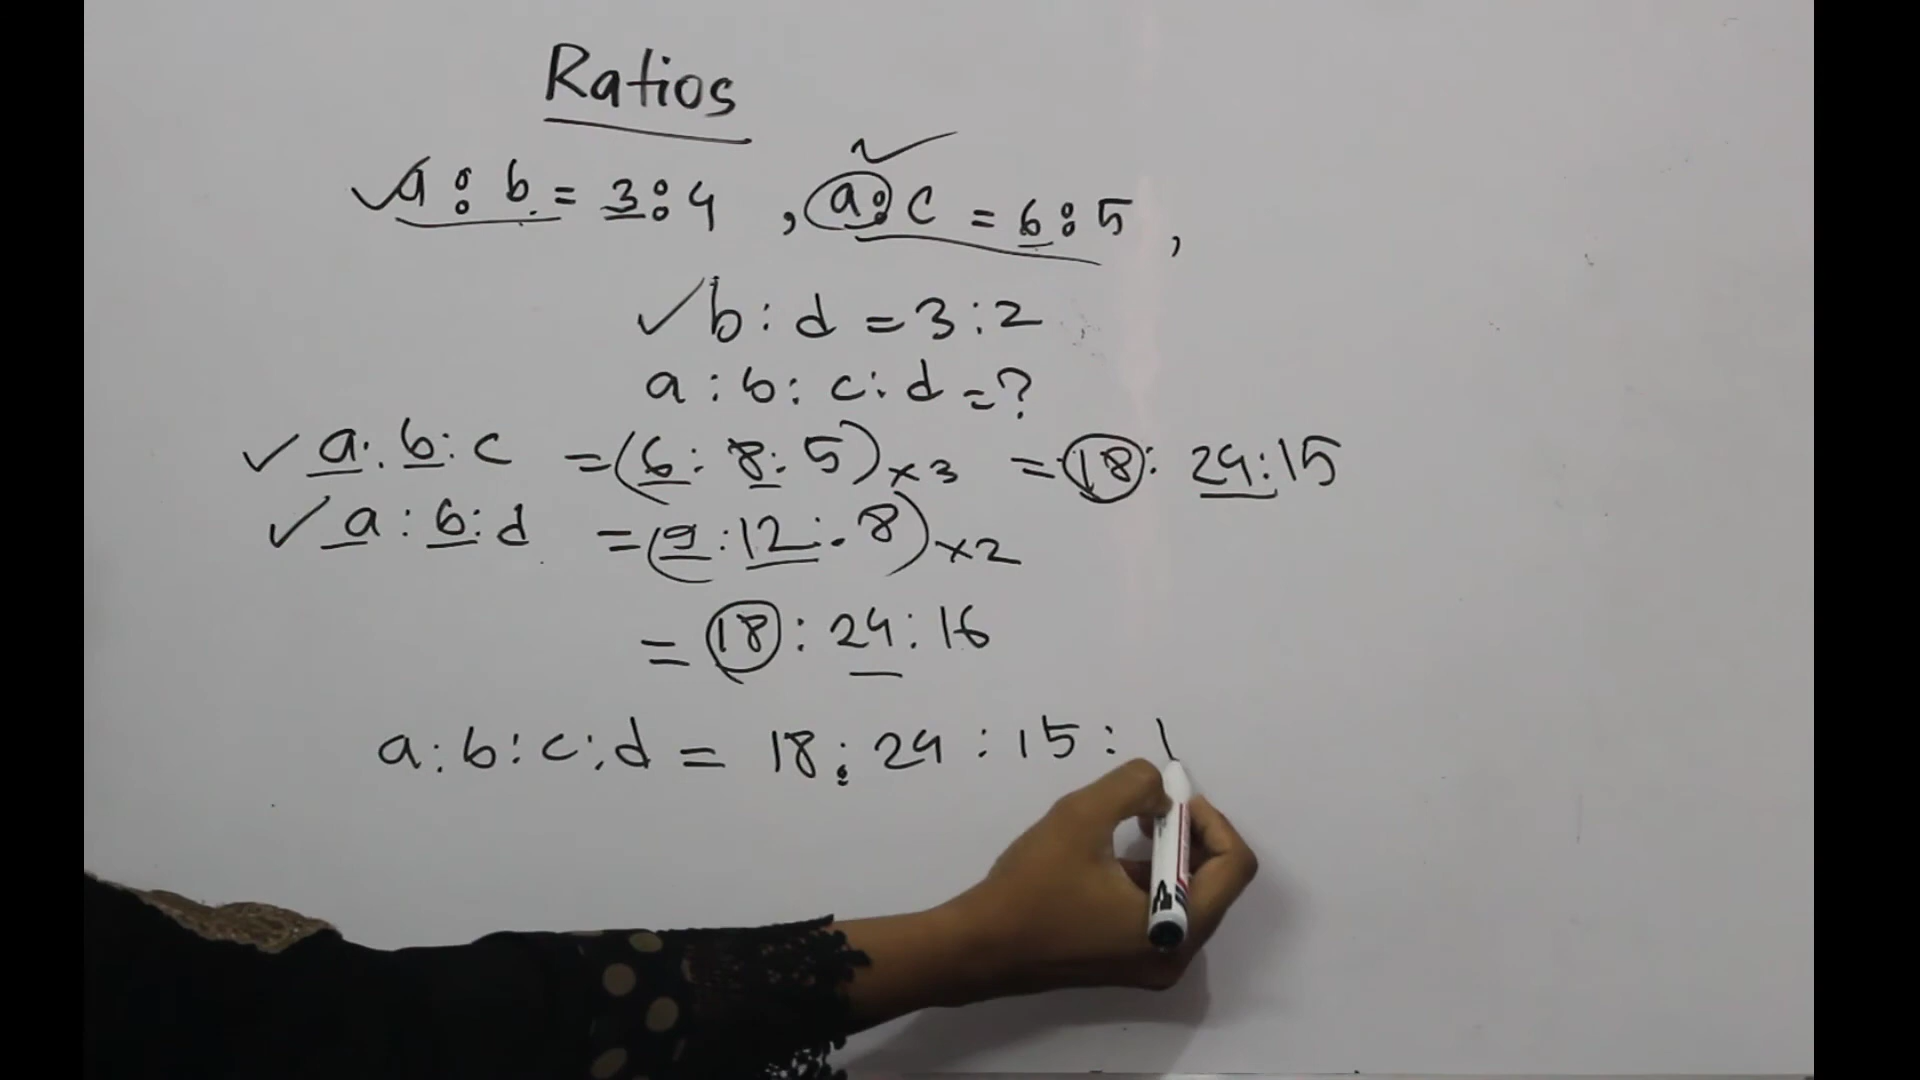 Ratios
a : b = 3 : 4 , a : c = 6 : 5 ,
b : d = 3 : 2
a : b : c : d = ?
a : b : c = (6 : 8 : 5) × 3 = 18 : 24 : 15
a : b : d = (9 : 12 : 8) × 2
= 18 : 24 : 16
a : b : c : d = 18 : 24 : 15 : 1